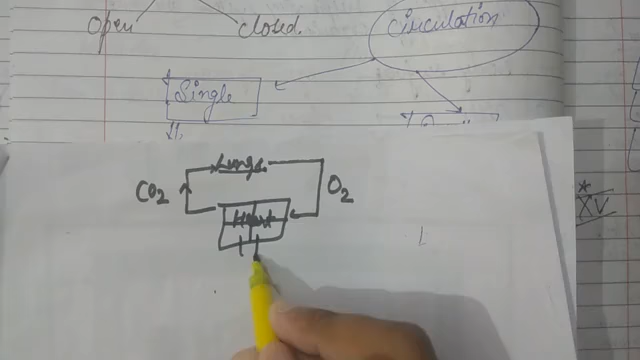 open
closed.
Circulation
Single
Lungs
CO2
O2
Heart
XV